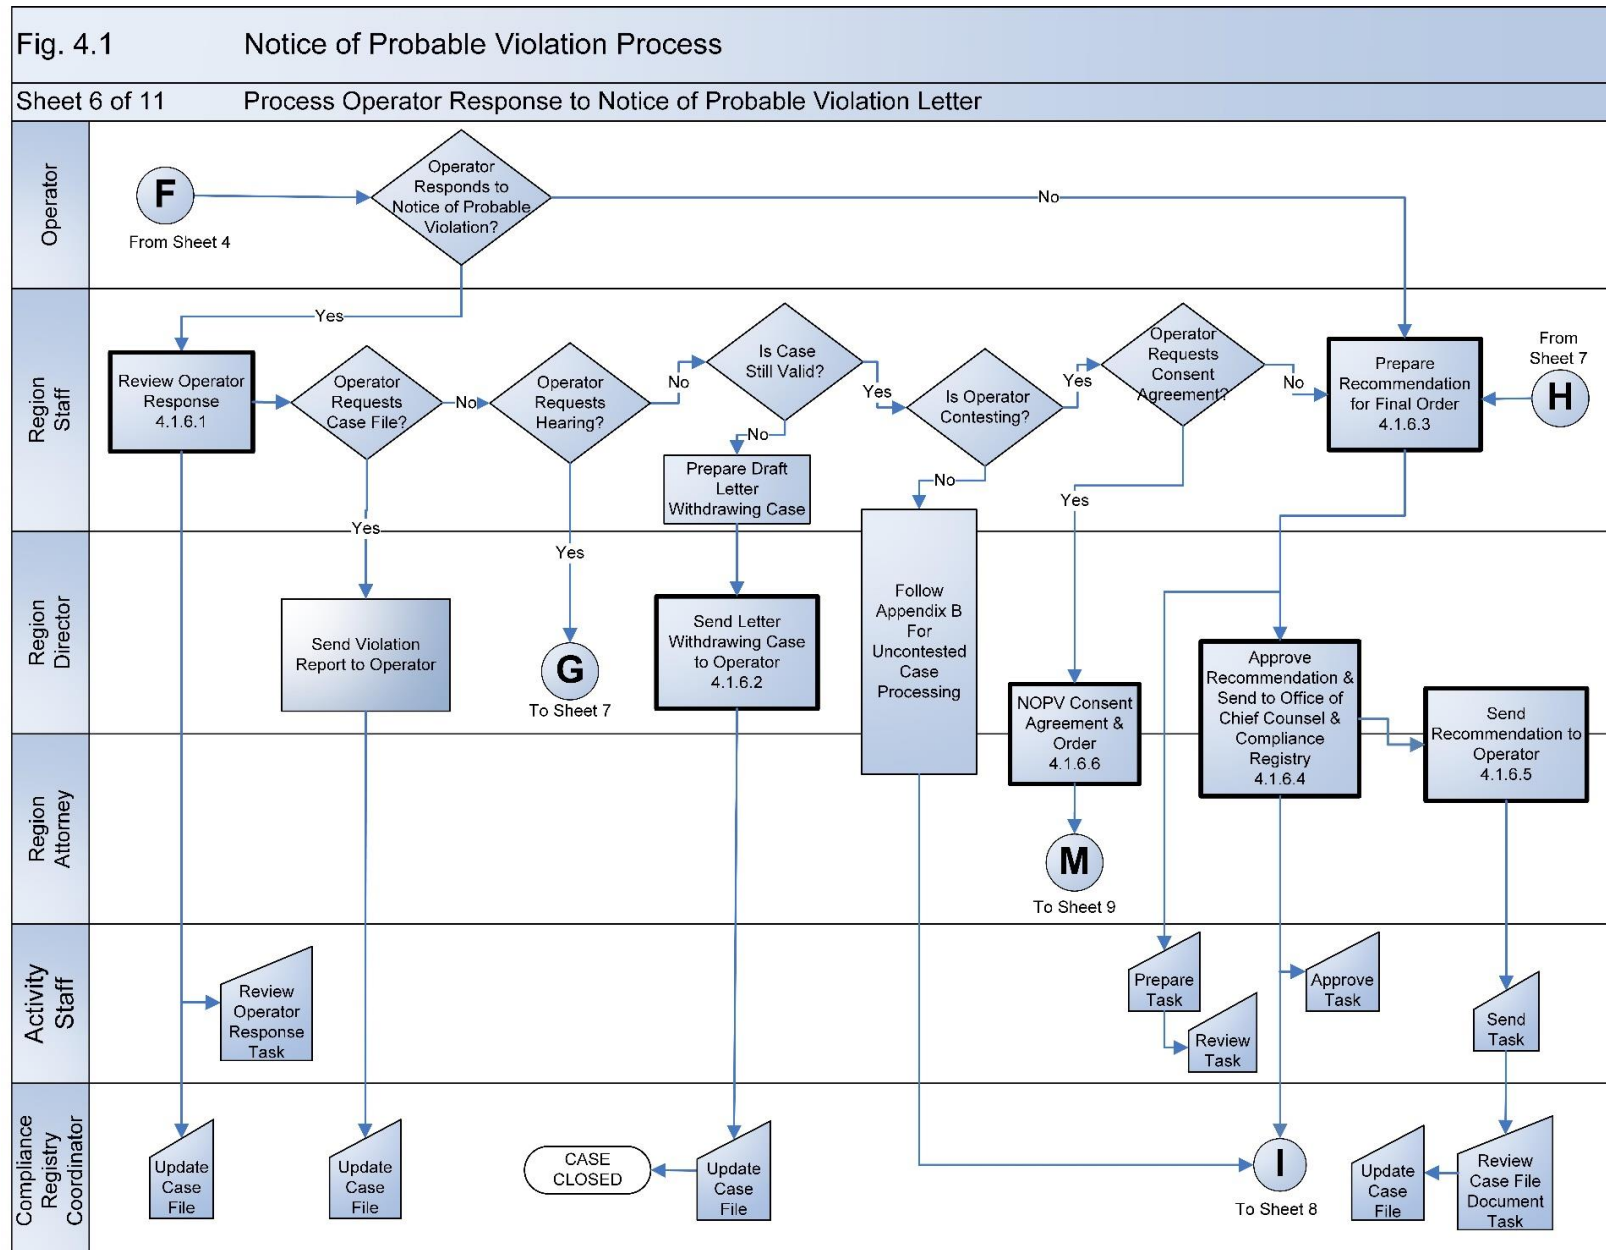 Fig. 4.1
Notice of Probable Violation Process
Sheet 6 of 11
Process Operator Response to Notice of Probable Violation Letter
Operator
F
From Sheet 4
Operator
Responds to
Notice of Probable
Violation?
No
Yes
Region
Staff
Review Operator
Response
4.1.6.1
Operator
Requests
Case File?
No
Yes
Operator
Requests
Hearing?
No
Yes
Is Case
Still Valid?
Yes
No
Prepare Draft
Letter
Withdrawing Case
Is Operator
Contesting?
Yes
No
Operator
Requests
Consent
Agreement?
No
Yes
Prepare
Recommendation
for Final Order
4.1.6.3
From
Sheet 7
H
Region
Director
Send Violation
Report to Operator
G
To Sheet 7
Send Letter
Withdrawing Case
to Operator
4.1.6.2
Follow
Appendix B
For
Uncontested
Case
Processing
NOPV Consent
Agreement &
Order
4.1.6.6
Approve
Recommendation &
Send to Office of
Chief Counsel &
Compliance
Registry
4.1.6.4
Send
Recommendation to
Operator
4.1.6.5
Region
Attorney
M
To Sheet 9
Activity
Staff
Review
Operator
Response
Task
Prepare
Task
Review
Task
Approve
Task
Send
Task
Compliance
Registry
Coordinator
Update
Case
File
Update
Case
File
CASE
CLOSED
Update
Case
File
I
To Sheet 8
Update
Case
File
Review
Case File
Document
Task